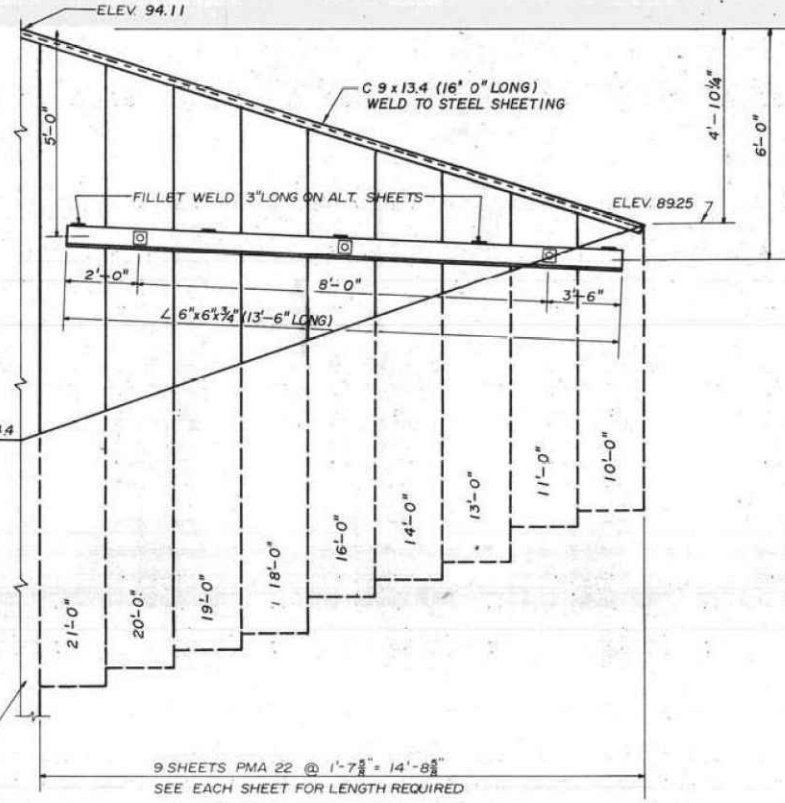 ELEV. 94.11
C 9 x 13.4 (16' 0" LONG)
WELD TO STEEL SHEETING
5'-0"
4'-10¼"
6'-0"
FILLET WELD 3" LONG ON ALT. SHEETS
ELEV. 89.25
2'-0"
8'-0"
3'-6"
∠ 6"x6"x¾" (13'-6" LONG)
21'-0"
20'-0"
19'-0"
18'-0"
16'-0"
14'-0"
13'-0"
11'-0"
10'-0"
9 SHEETS PMA 22 @ 1'-7⅝" = 14'-8⅝"
SEE EACH SHEET FOR LENGTH REQUIRED